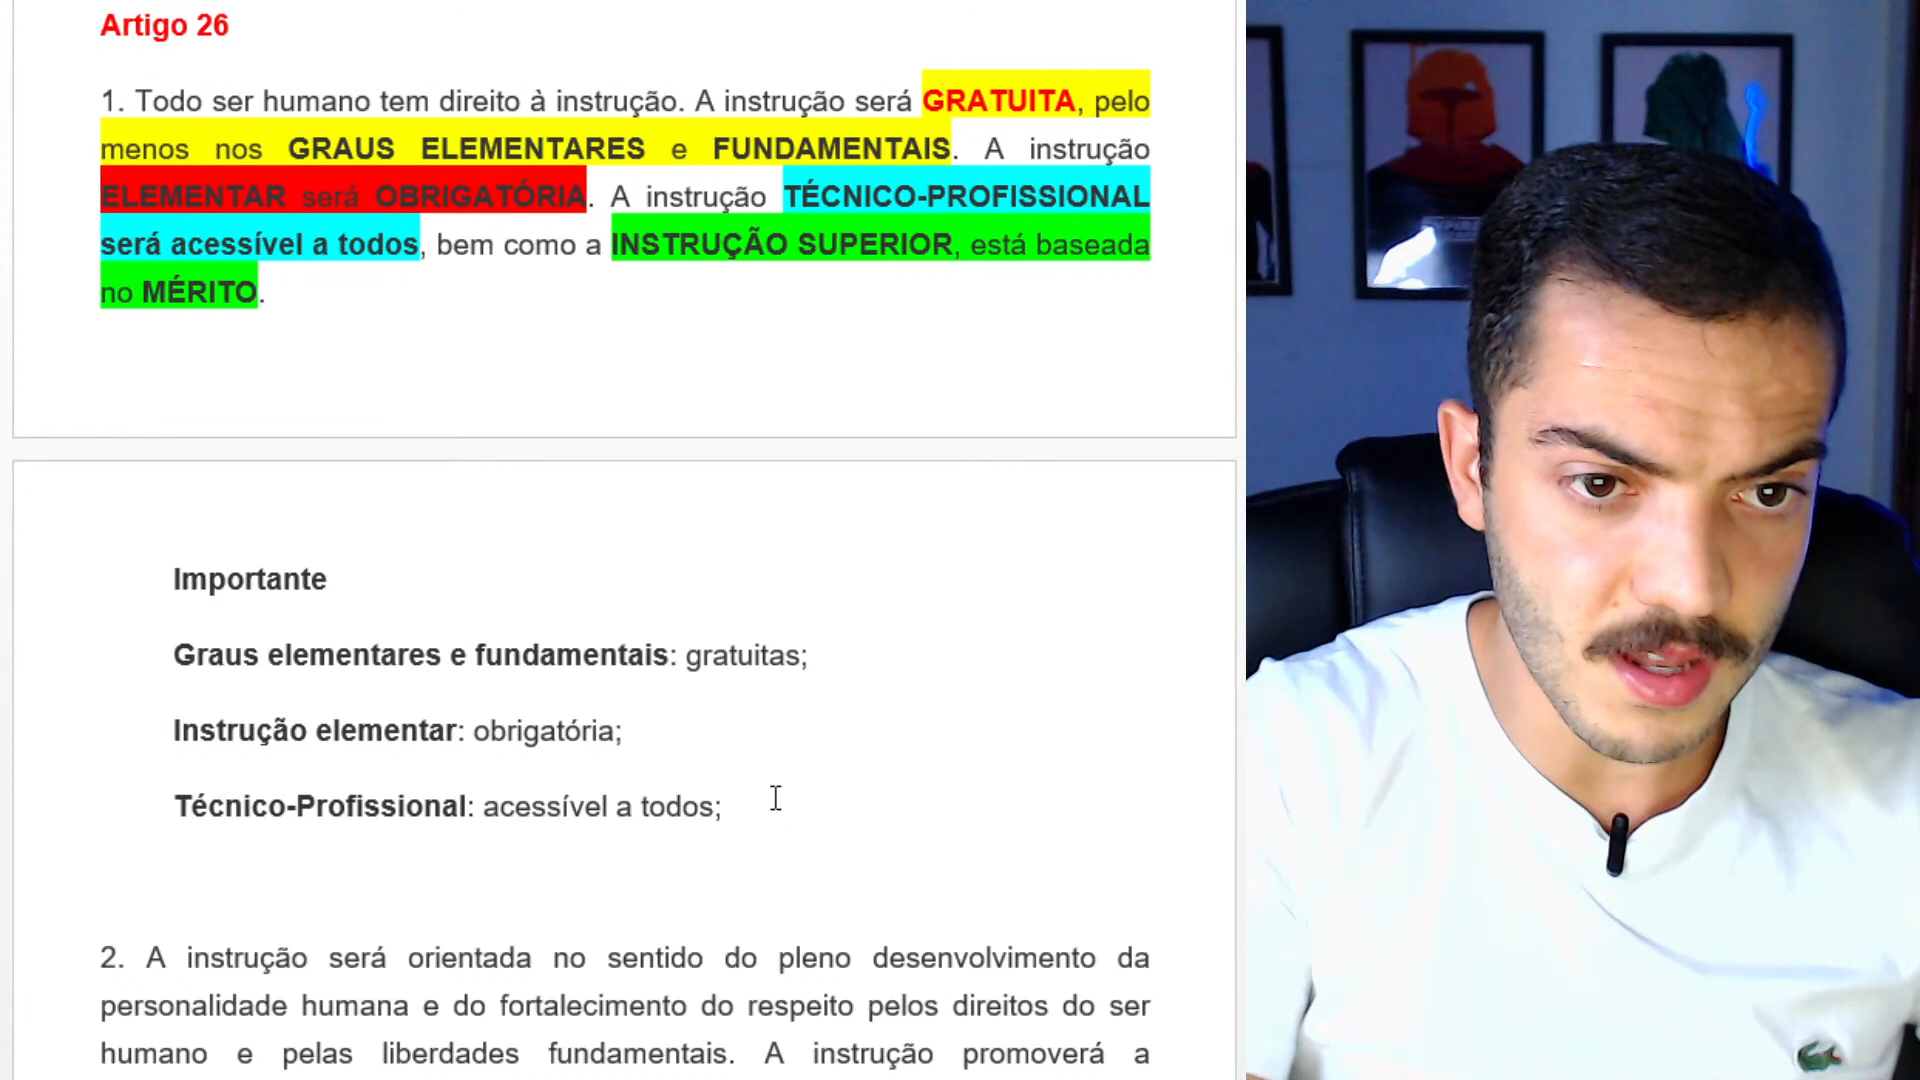 Artigo 26
1. Todo ser humano tem direito à instrução. A instrução será GRATUITA, pelo
menos nos GRAUS ELEMENTARES e FUNDAMENTAIS. A instrução
ELEMENTAR será OBRIGATÓRIA. A instrução TÉCNICO-PROFISSIONAL
será acessível a todos, bem como a INSTRUÇÃO SUPERIOR, está baseada
no MÉRITO.
Importante
Graus elementares e fundamentais: gratuitas;
Instrução elementar: obrigatória;
Técnico-Profissional: acessível a todos;
2. A instrução será orientada no sentido do pleno desenvolvimento da
personalidade humana e do fortalecimento do respeito pelos direitos do ser
humano e pelas liberdades fundamentais. A instrução promoverá a